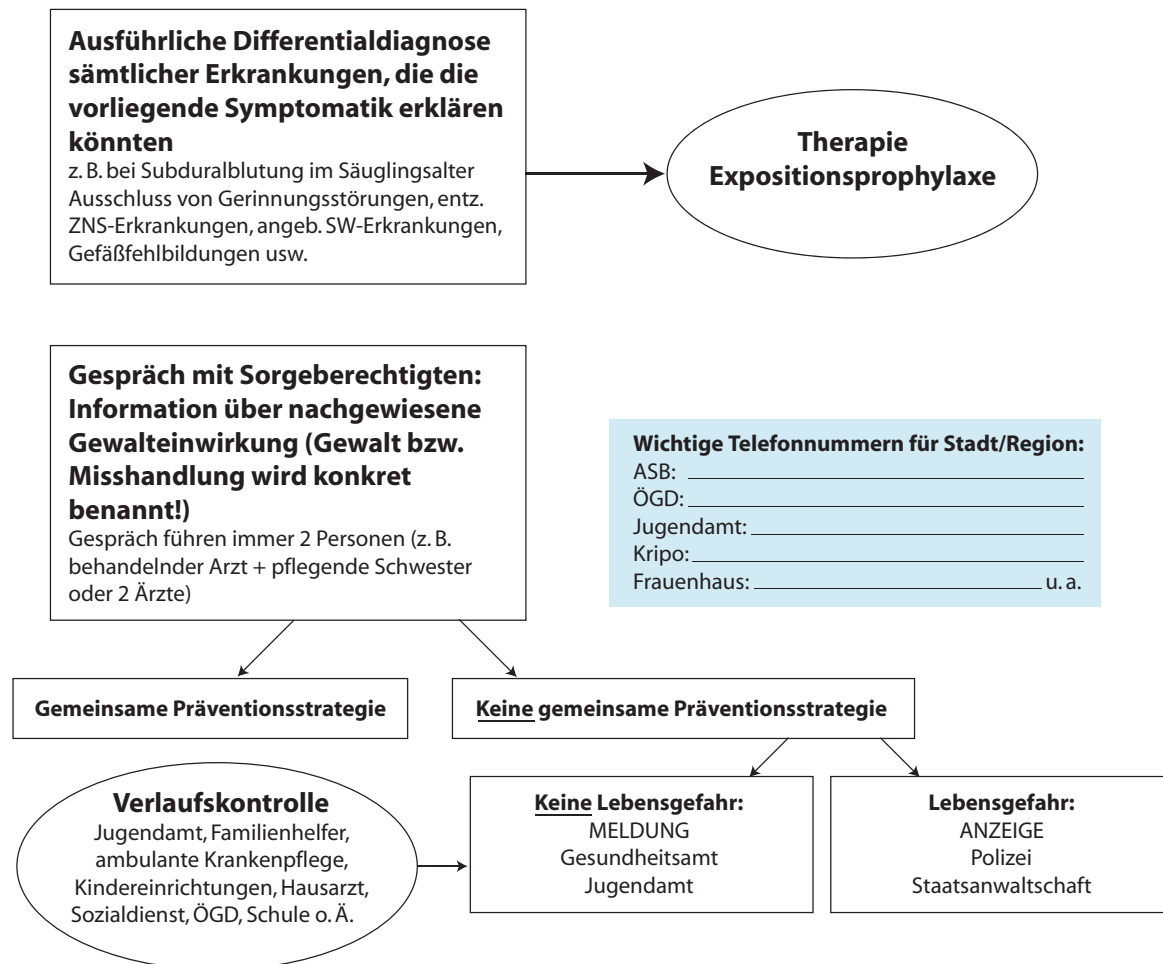 Ausführliche Differentialdiagnose
sämtlicher Erkrankungen, die die
vorliegende Symptomatik erklären
könnten
z. B. bei Subduralblutung im Säuglingsalter
Ausschluss von Gerinnungsstörungen, entz.
ZNS-Erkrankungen, angeb. SW-Erkrankungen,
Gefäßfehlbildungen usw.
Therapie
Expositionsprophylaxe
Gespräch mit Sorgeberechtigten:
Information über nachgewiesene
Gewalteinwirkung (Gewalt bzw.
Misshandlung wird konkret
benannt!)
Gespräch führen immer 2 Personen (z. B.
behandelnder Arzt + pflegende Schwester
oder 2 Ärzte)
Wichtige Telefonnummern für Stadt/Region:
ASB:
ÖGD:
Jugendamt:
Kripo:
Frauenhaus: u. a.
Gemeinsame Präventionsstrategie
Keine gemeinsame Präventionsstrategie
Verlaufskontrolle
Jugendamt, Familienhelfer,
ambulante Krankenpflege,
Kindereinrichtungen, Hausarzt,
Sozialdienst, ÖGD, Schule o. Ä.
Keine Lebensgefahr:
MELDUNG
Gesundheitsamt
Jugendamt
Lebensgefahr:
ANZEIGE
Polizei
Staatsanwaltschaft